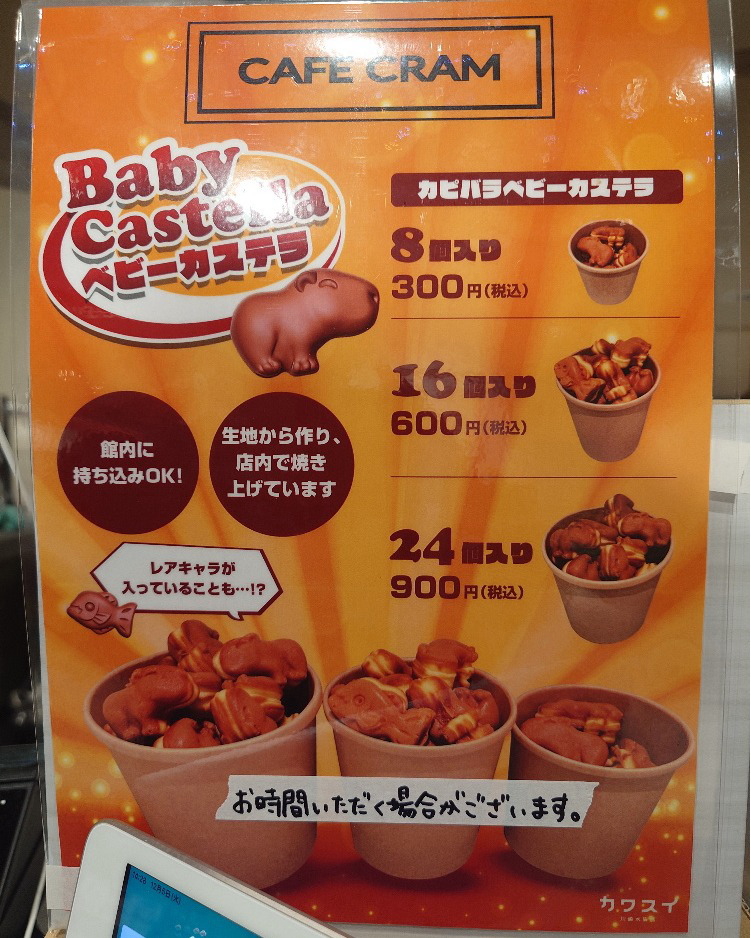 CAFE CRAM
Baby
Castella
ベビーカステラ
カピバラベビーカステラ
8個入り
300円(税込)
16個入り
600円(税込)
24個入り
900円(税込)
館内に
持ち込みOK!
生地から作り、
店内で焼き
上げています
レアキャラが
入っていることも…!?
お時間いただく場合がございます。
カワスイ
川崎水族館